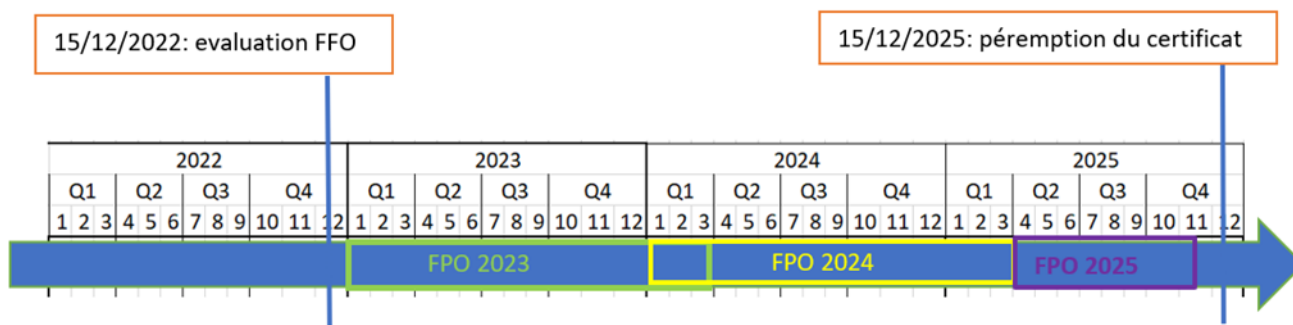 15/12/2022: evaluation FFO
15/12/2025: péremption du certificat
2022 2023 2024 2025
Q1 Q2 Q3 Q4 Q1 Q2 Q3 Q4 Q1 Q2 Q3 Q4 Q1 Q2 Q3 Q4
1 2 3 4 5 6 7 8 9 10 11 12 1 2 3 4 5 6 7 8 9 10 11 12 1 2 3 4 5 6 7 8 9 10 11 12 1 2 3 4 5 6 7 8 9 10 11 12
FPO 2023 FPO 2024 FPO 2025